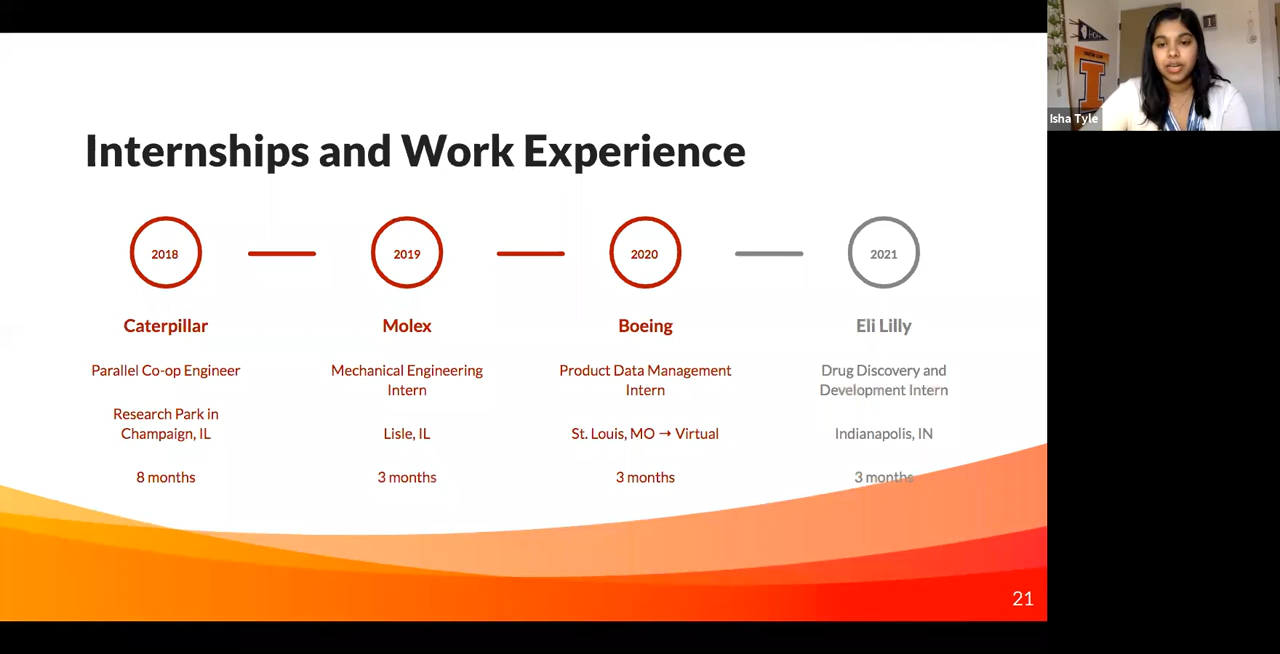 Internships and Work Experience
2018
2019
2020
2021
Caterpillar
Molex
Boeing
Eli Lilly
Parallel Co-op Engineer
Research Park in
Champaign, IL
8 months
Mechanical Engineering
Intern
Lisle, IL
3 months
Product Data Management
Intern
St. Louis, MO → Virtual
3 months
Drug Discovery and
Development Intern
Indianapolis, IN
3 months
21
I
Isha Tyle